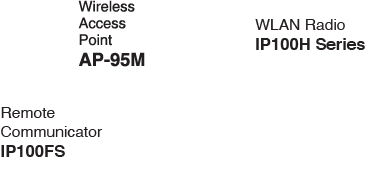 Wireless
Access
Point
AP-95M
WLAN Radio
IP100H Series
Remote
Communicator
IP100FS